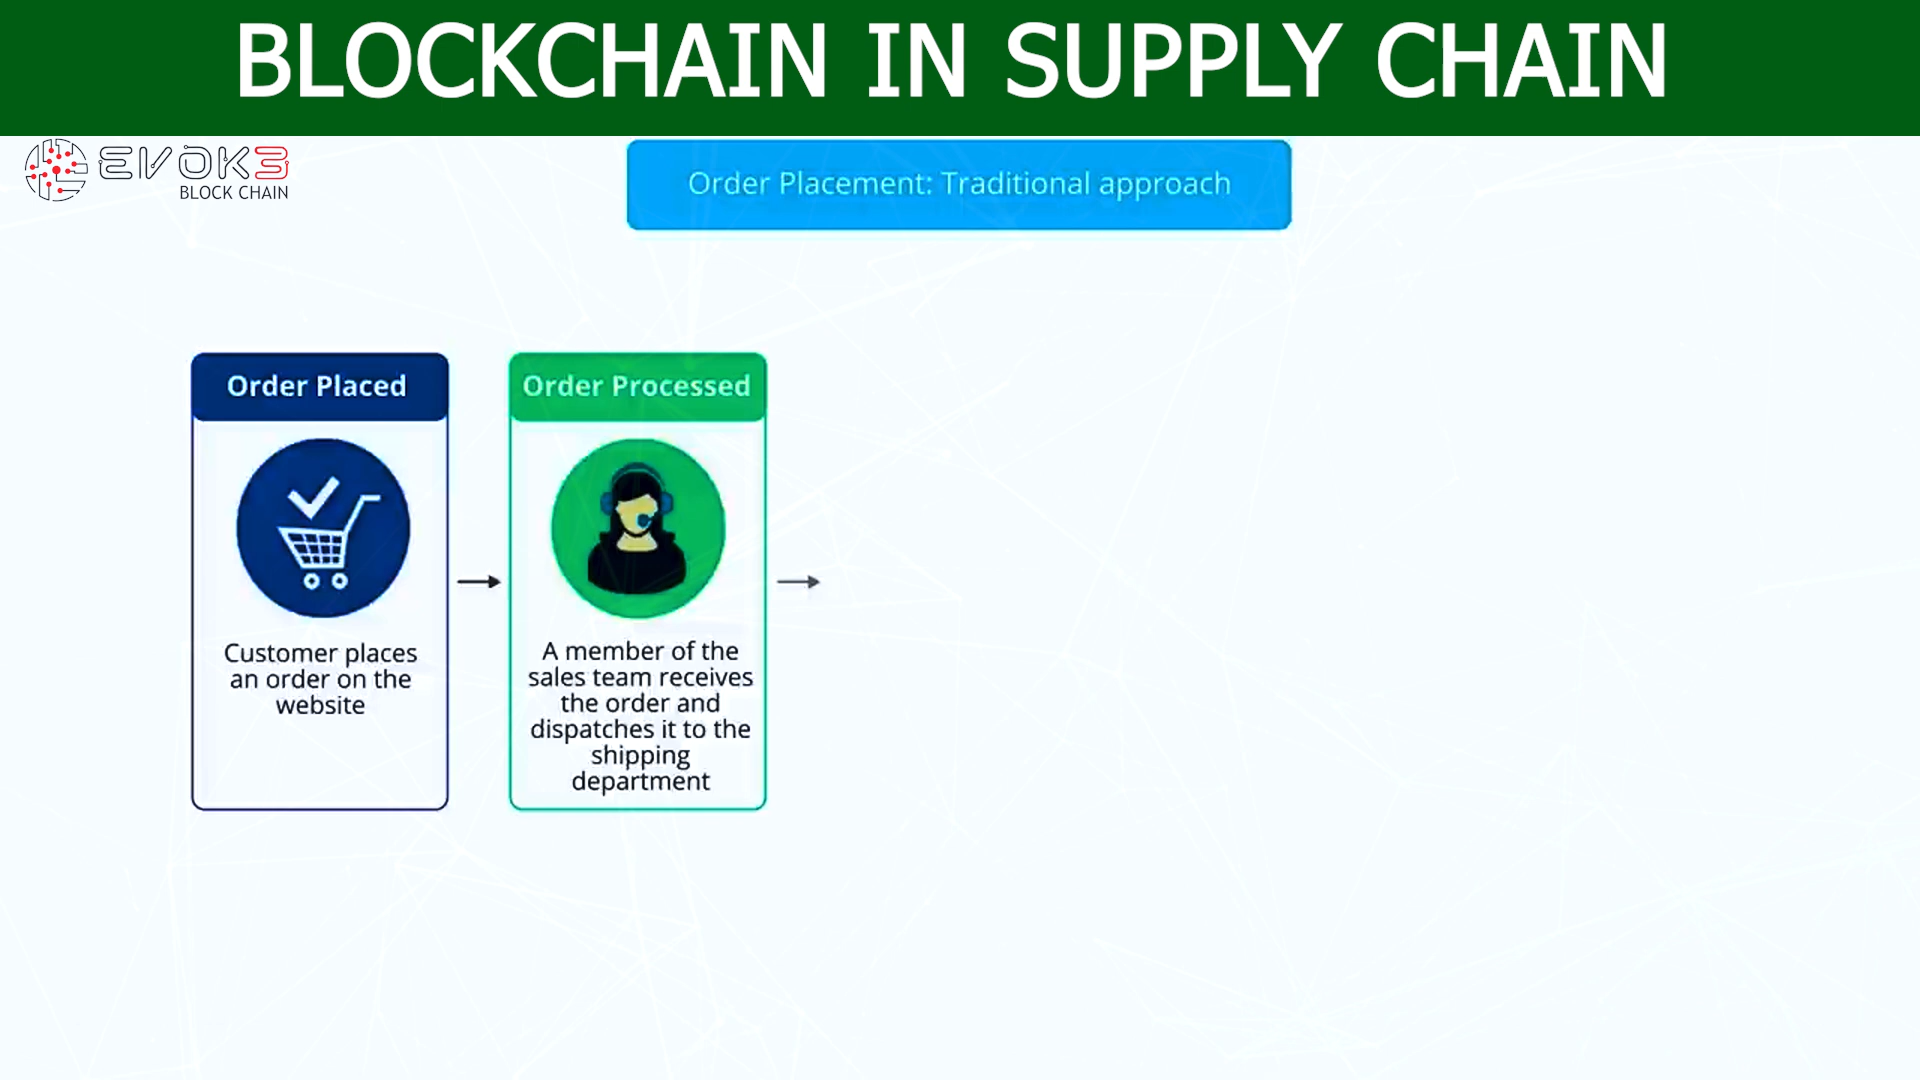 BLOCKCHAIN IN SUPPLY CHAIN
EVOK3
BLOCK CHAIN
Order Placement: Traditional approach
Order Placed
Customer places
an order on the
website
Order Processed
A member of the
sales team receives
the order and
dispatches it to the
shipping
department